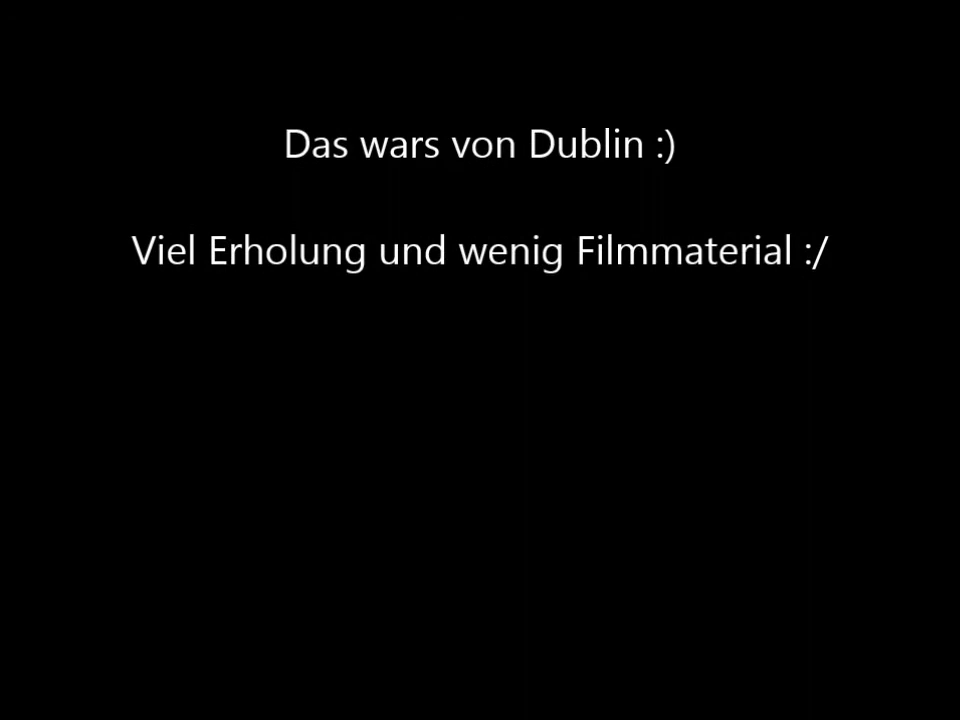 Das wars von Dublin :)
Viel Erholung und wenig Filmmaterial :/